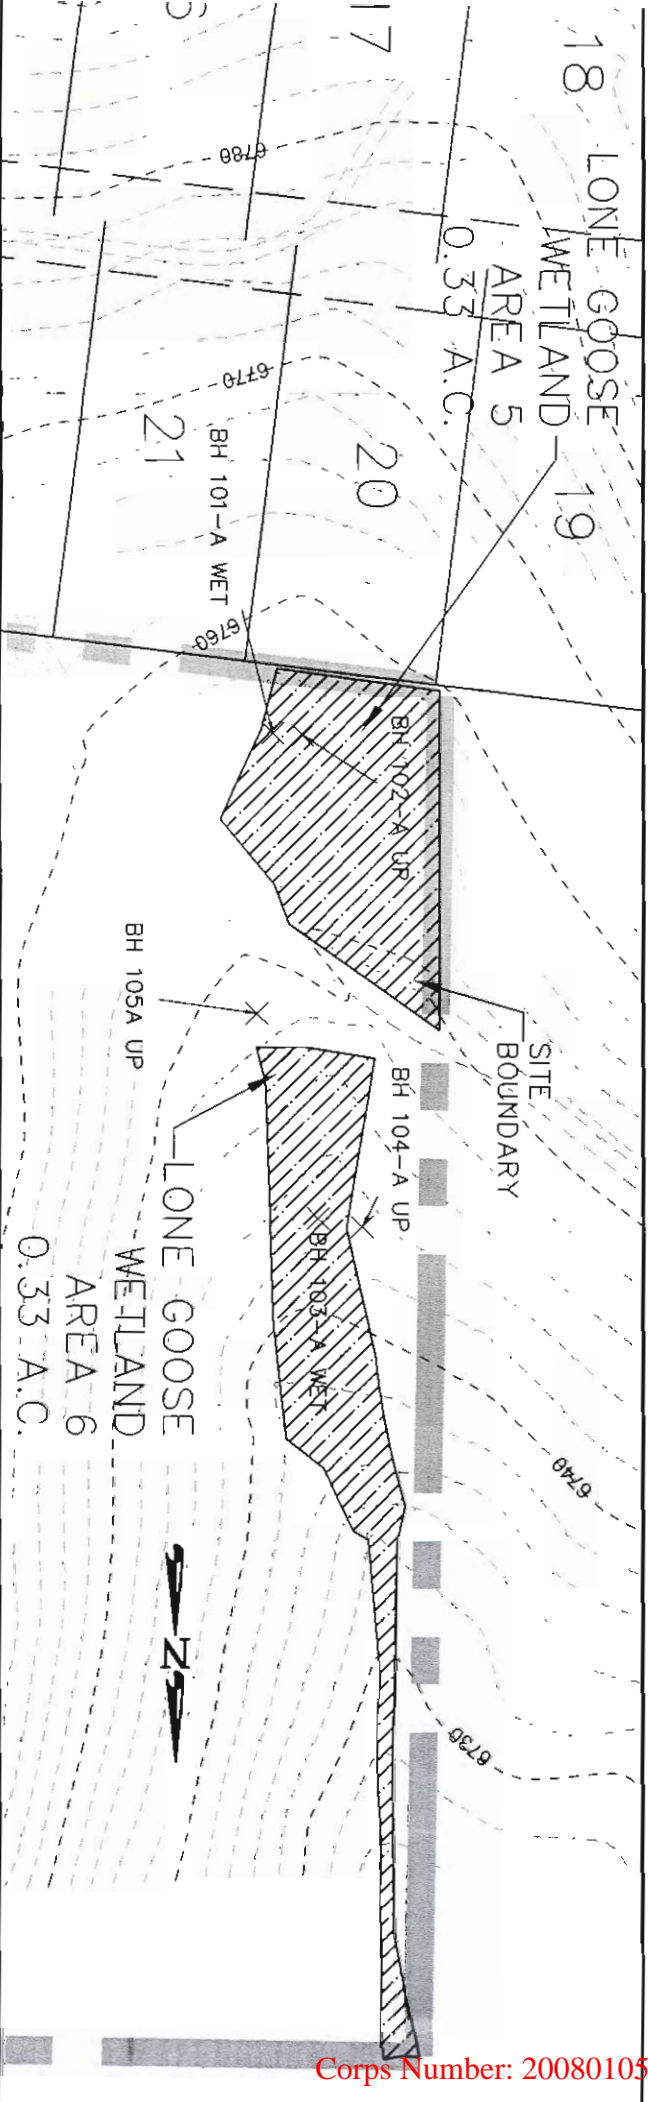 17
18
LONE GOOSE
WETLAND
AREA 5
0.33 A.C.
19
20
21
6780
6770
6760
BH 101-A WET
BH 102-A UP
SITE
BOUNDARY
BH 105A UP
BH 104-A UP
BH 103-A WET
LONE GOOSE
WETLAND
AREA 6
0.33 A.C.
6740
6730
N
Corps Number: 20080105